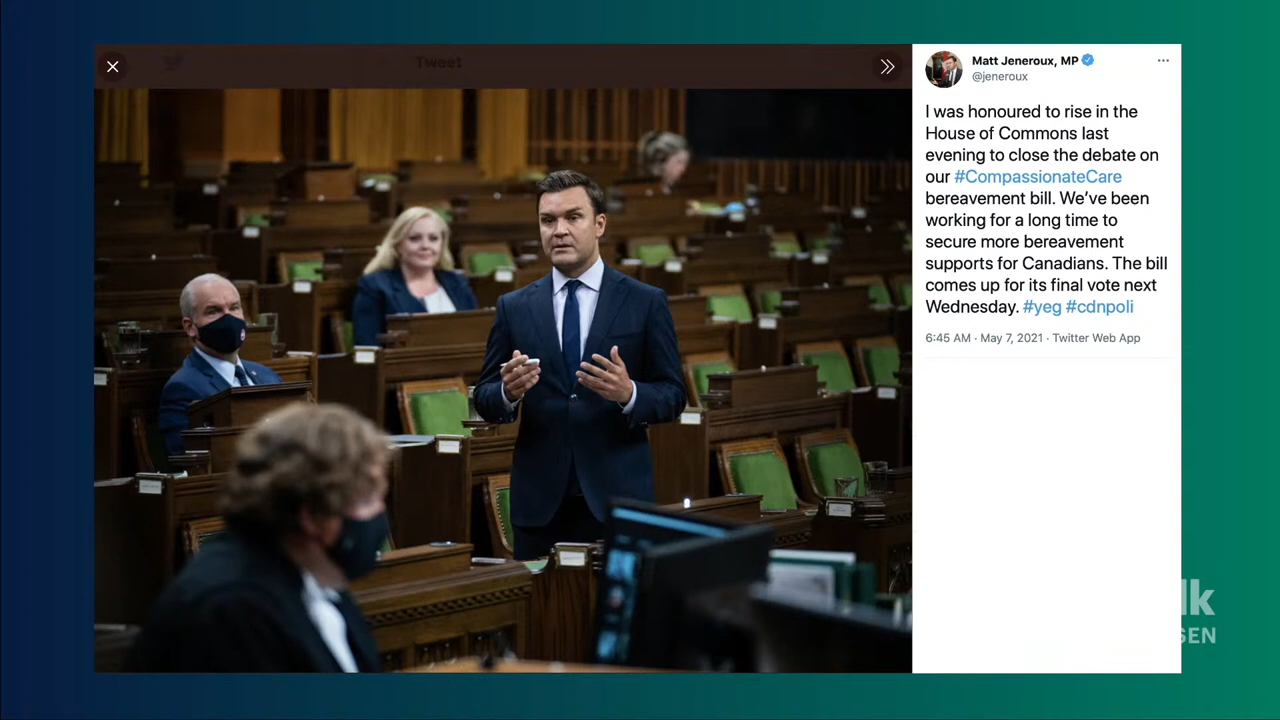 Tweet
Matt Jeneroux, MP
@jeneroux
I was honoured to rise in the
House of Commons last
evening to close the debate on
our #CompassionateCare
bereavement bill. We've been
working for a long time to
secure more bereavement
supports for Canadians. The bill
comes up for its final vote next
Wednesday. #yeg #cdnpoli
6:45 AM · May 7, 2021 · Twitter Web App
lk
SEN